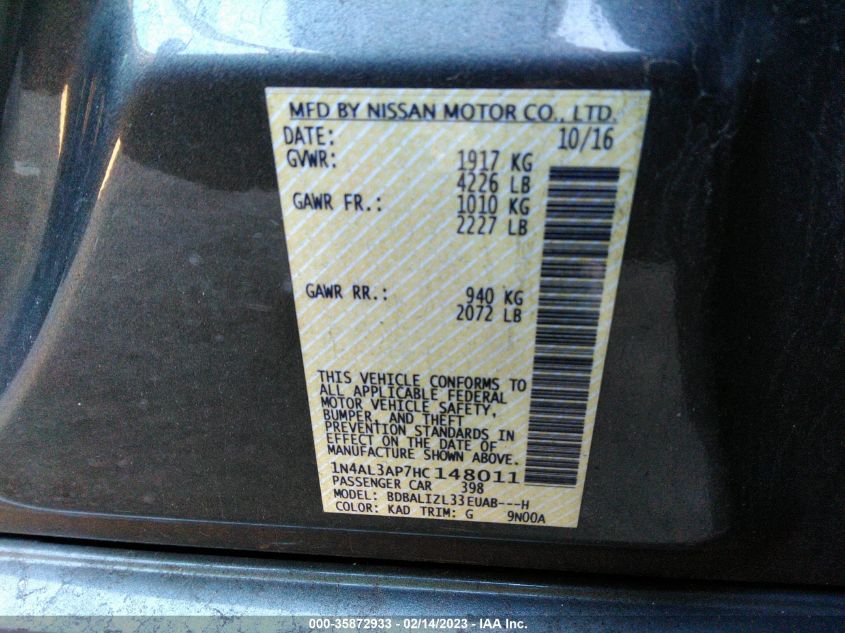 MFD BY NISSAN MOTOR CO., LTD.
DATE: 10/16
GVWR: 1917 KG
4226 LB
GAWR FR.: 1010 KG
2227 LB
GAWR RR.: 940 KG
2072 LB
THIS VEHICLE CONFORMS TO
ALL APPLICABLE FEDERAL
MOTOR VEHICLE SAFETY,
BUMPER, AND THEFT
PREVENTION STANDARDS IN
EFFECT ON THE DATE OF
MANUFACTURE SHOWN ABOVE.
1N4AL3AP7HC148011
PASSENGER CAR 398
MODEL: BDBALIZL33EUAB---H
COLOR: KAD TRIM: G 9N00A
000-35872933 - 02/14/2023 - © IAA Inc.